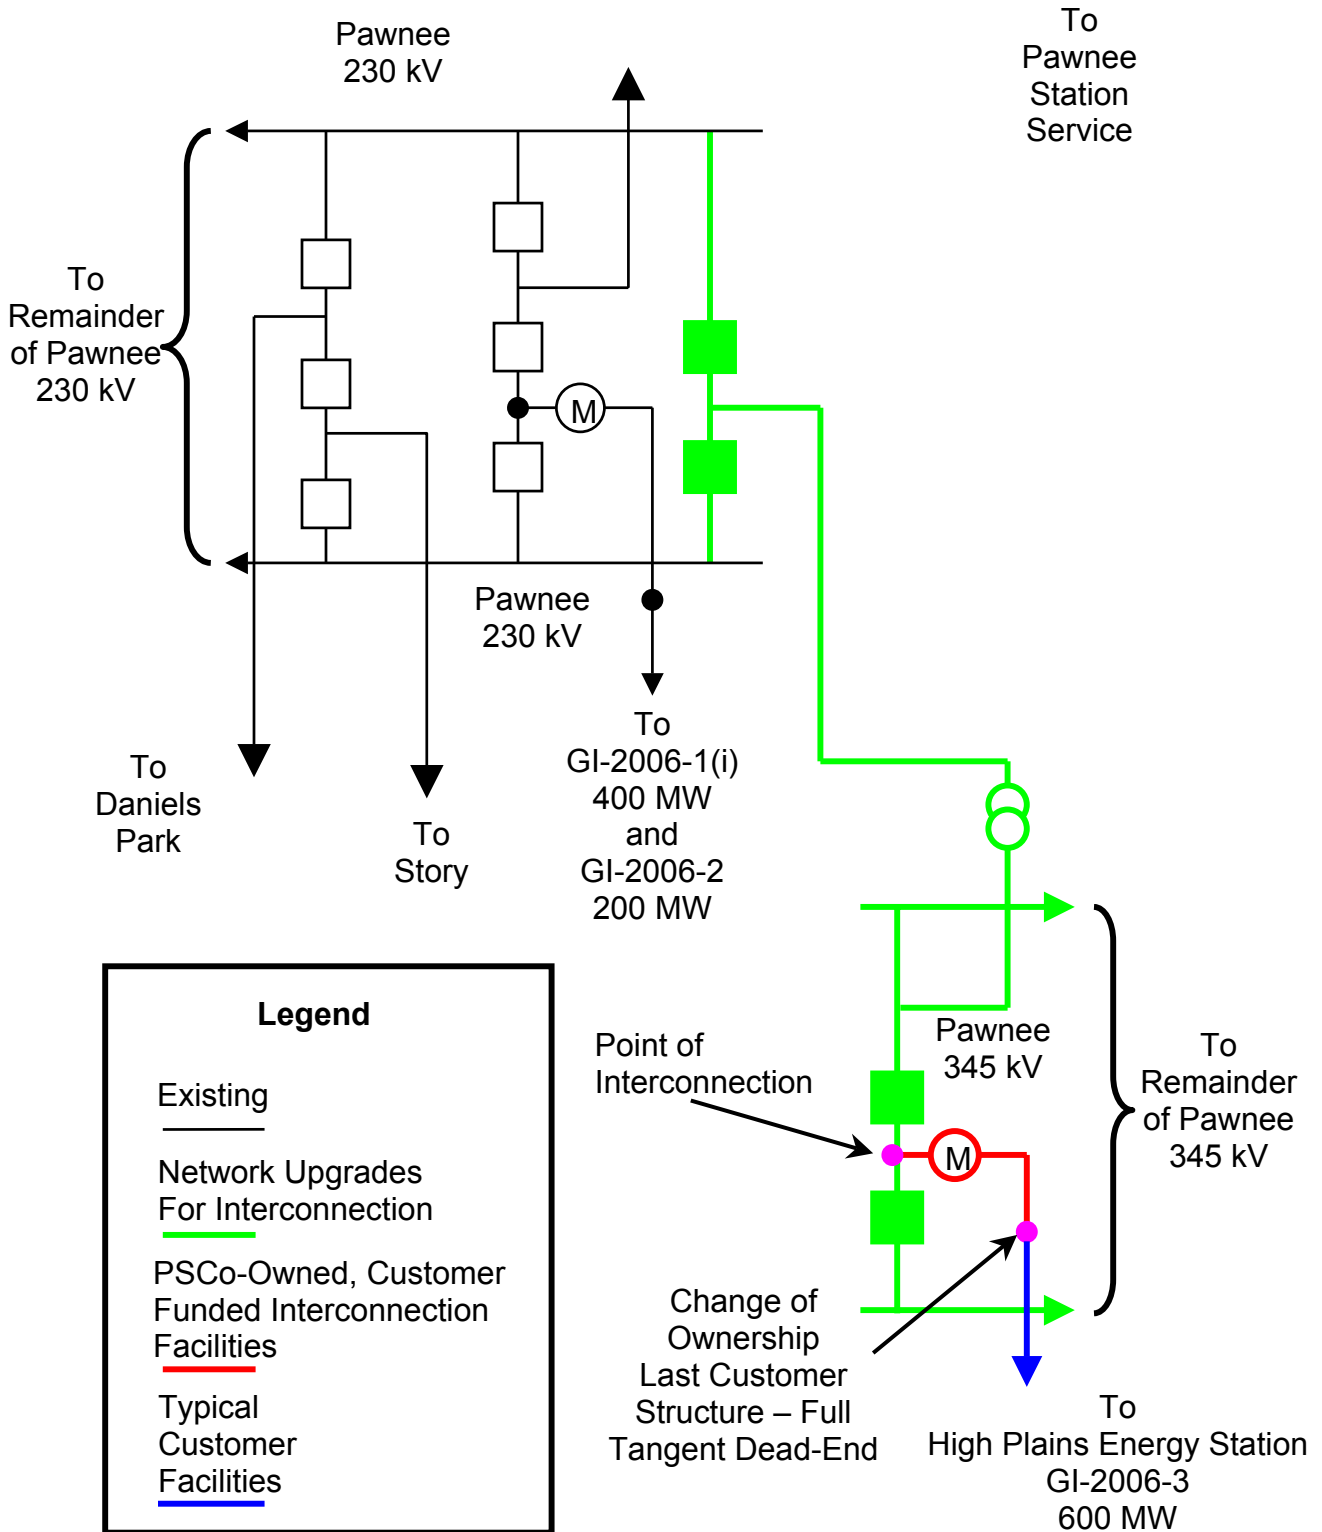 Pawnee
230 kV
To
Pawnee
Station
Service
To
Remainder
of Pawnee
230 kV
M
Pawnee
230 kV
To
Daniels
Park
To
Story
To
GI-2006-1(i)
400 MW
and
GI-2006-2
200 MW
Legend
Existing
Network Upgrades
For Interconnection
PSCo-Owned, Customer
Funded Interconnection
Facilities
Typical
Customer
Facilities
Point of
Interconnection
Pawnee
345 kV
To
Remainder
of Pawnee
345 kV
M
Change of
Ownership
Last Customer
Structure – Full
Tangent Dead-End
To
High Plains Energy Station
GI-2006-3
600 MW